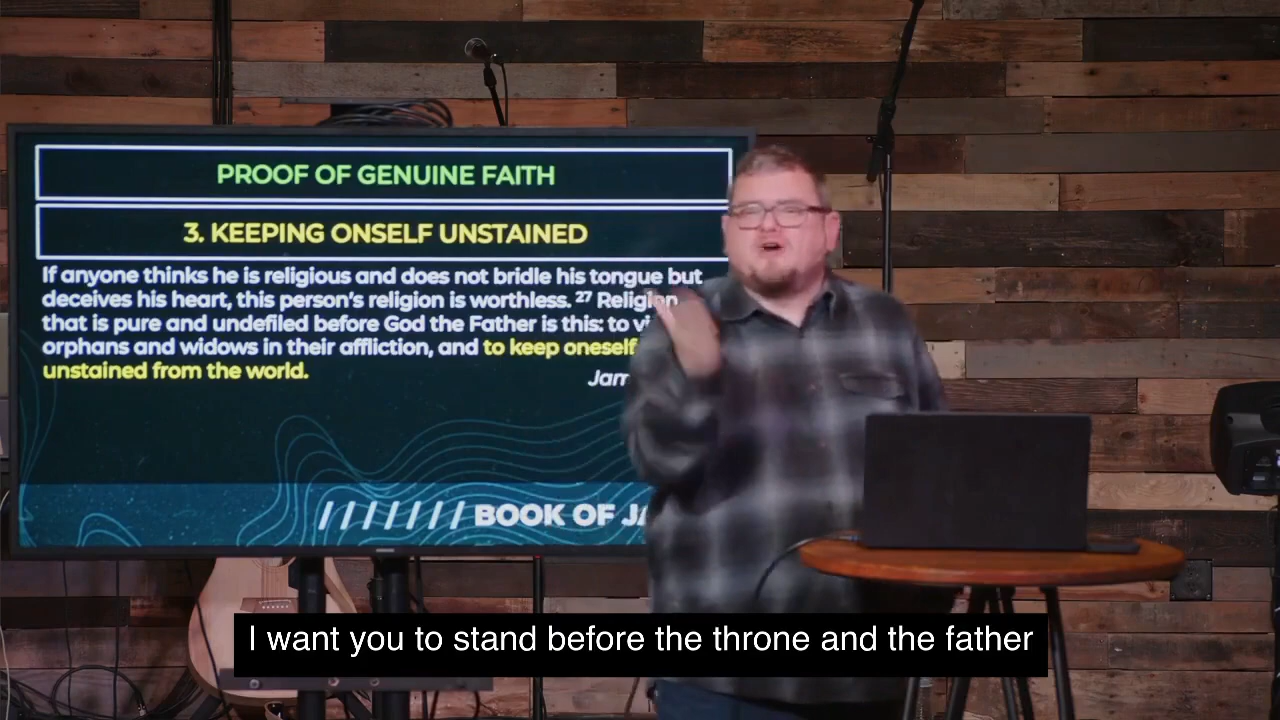 PROOF OF GENUINE FAITH
3. KEEPING ONSELF UNSTAINED
If anyone thinks he is religious and does not bridle his tongue but
deceives his heart, this person's religion is worthless. 27 Religion
that is pure and undefiled before God the Father is this: to
orphans and widows in their affliction, and to keep oneself
unstained from the world.
BOOK OF
I want you to stand before the throne and the father